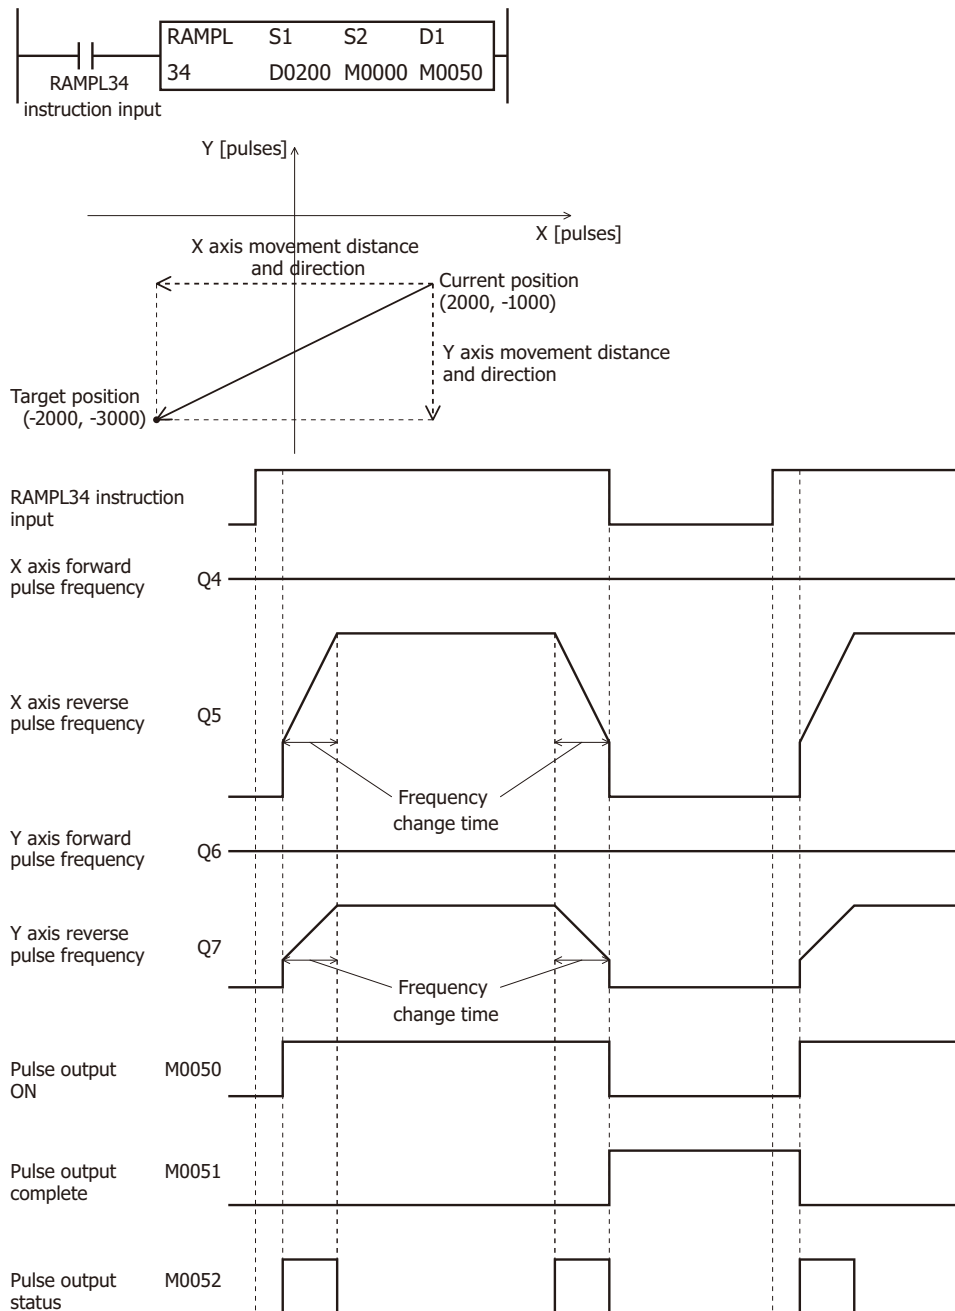 RAMPL S1 S2 D1
34 D0200 M0000 M0050
RAMPL34
instruction input
Y [pulses]
X [pulses]
X axis movement distance
and direction
Current position
(2000, -1000)
Y axis movement distance
and direction
Target position
(-2000, -3000)
RAMPL34 instruction
input
X axis forward
pulse frequency
Q4
X axis reverse
pulse frequency
Q5
Frequency
change time
Y axis forward
pulse frequency
Q6
Y axis reverse
pulse frequency
Q7
Frequency
change time
Pulse output
ON
M0050
Pulse output
complete
M0051
Pulse output
status
M0052